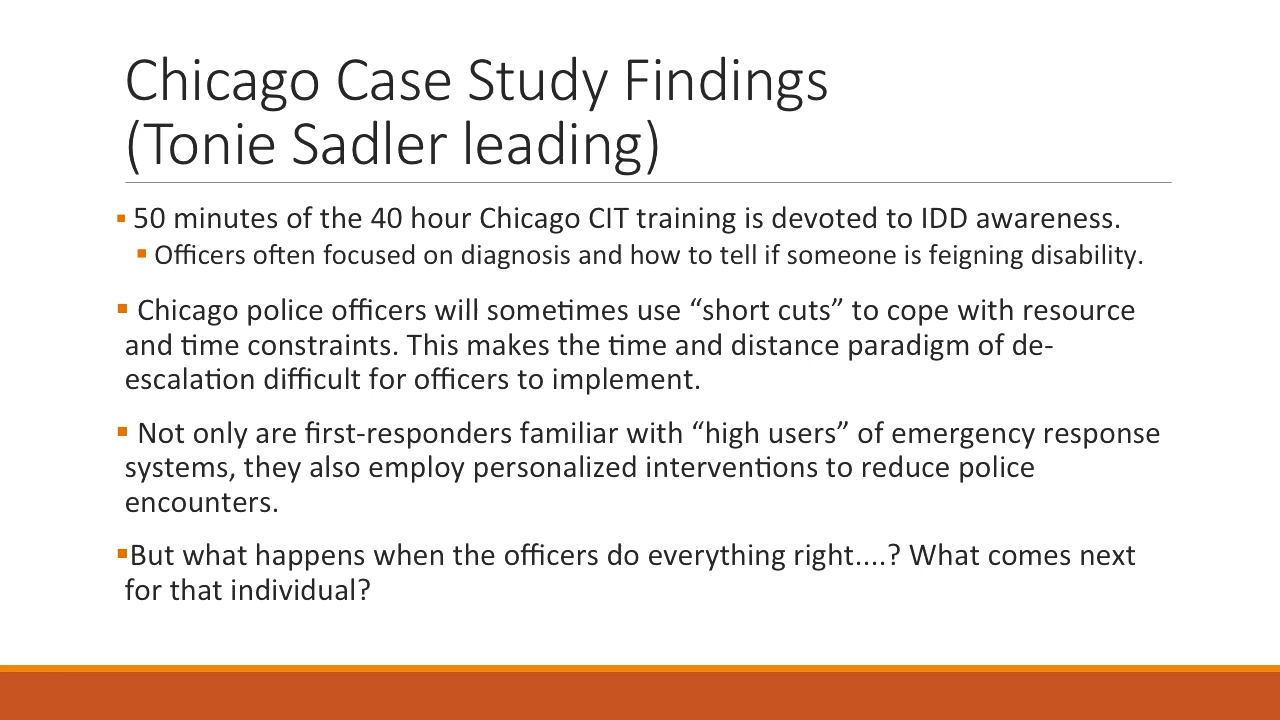 Chicago Case Study Findings
(Tonie Sadler leading)
▪ 50 minutes of the 40 hour Chicago CIT training is devoted to IDD awareness.
▪ Officers often focused on diagnosis and how to tell if someone is feigning disability.
▪ Chicago police officers will sometimes use “short cuts” to cope with resource
and time constraints. This makes the time and distance paradigm of de-
escalation difficult for officers to implement.
▪ Not only are first-responders familiar with “high users” of emergency response
systems, they also employ personalized interventions to reduce police
encounters.
▪But what happens when the officers do everything right....? What comes next
for that individual?